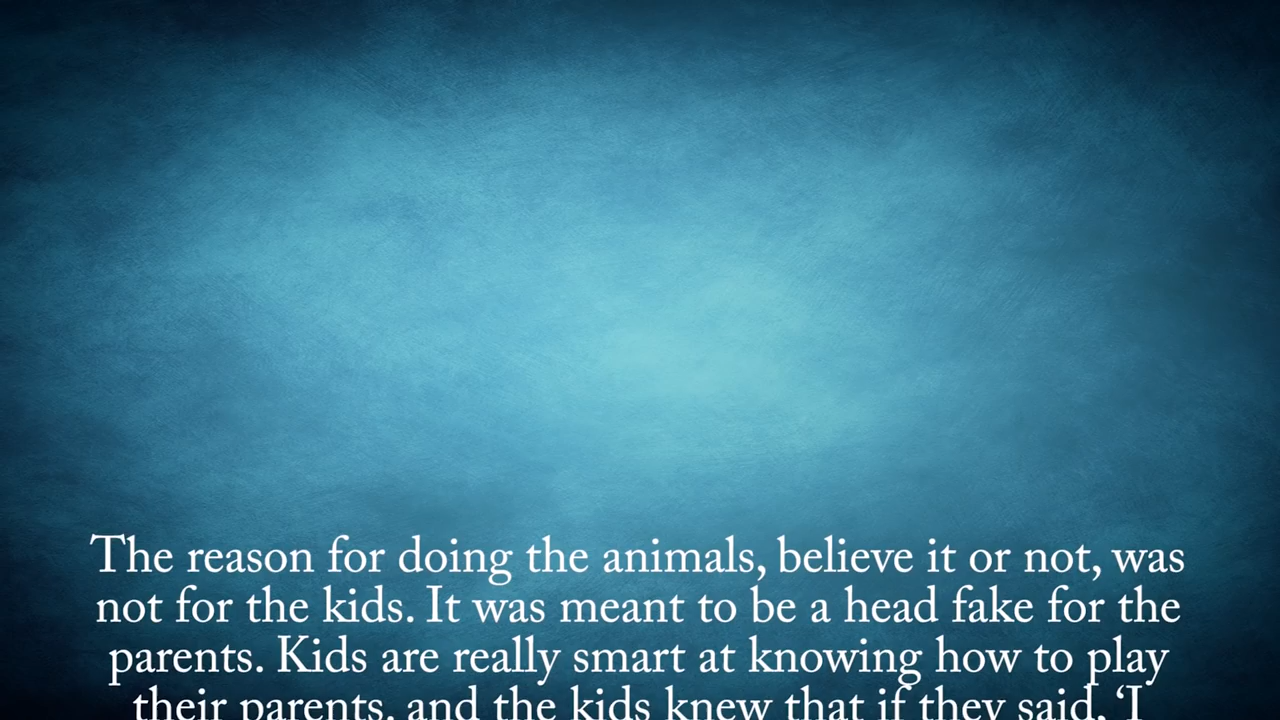 The reason for doing the animals, believe it or not, was
not for the kids. It was meant to be a head fake for the
parents. Kids are really smart at knowing how to play
their parents, and the kids knew that if they said, ‘I